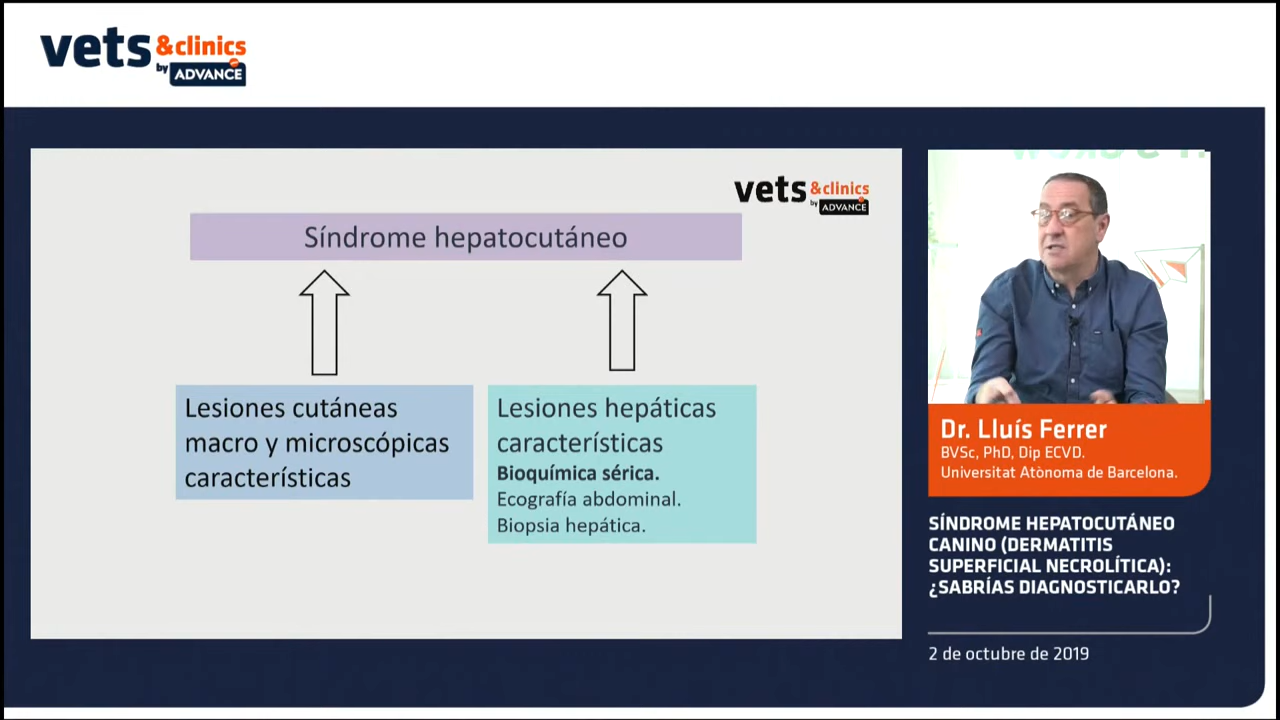 vets &clinics
by ADVANCE
vets &clinics
by ADVANCE
Síndrome hepatocutáneo
Lesiones cutáneas
macro y microscópicas
características
Lesiones hepáticas
características
Bioquímica sérica.
Ecografía abdominal.
Biopsia hepática.
Dr. Lluís Ferrer
BVSc, PhD, Dip ECVD.
Universitat Atònoma de Barcelona.
SÍNDROME HEPATOCUTÁNEO
CANINO (DERMATITIS
SUPERFICIAL NECROLÍTICA):
¿SABRÍAS DIAGNOSTICARLO?
2 de octubre de 2019